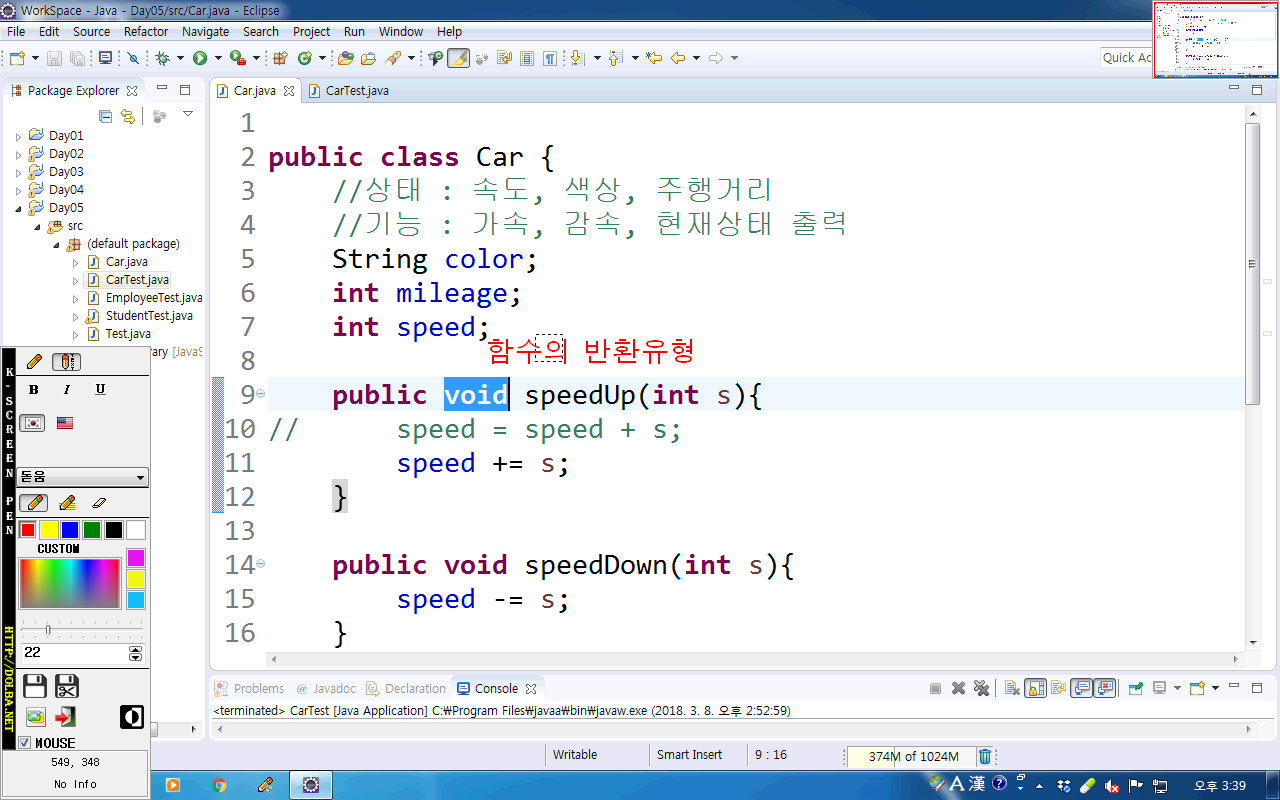 WorkSpace - Java - Day05/src/Car.java - Eclipse
File Edit Source Refactor Navigate Search Project Run Window Help
Quick Ac
Package Explorer
Car.java
CarTest.java
Day01
Day02
Day03
Day04
Day05
src
(default package)
Car.java
CarTest.java
EmployeeTest.java
StudentTest.java
Test.java
rary [JavaS
1
2 public class Car {
3 //상태 : 속도, 색상, 주행거리
4 //기능 : 가속, 감속, 현재상태 출력
5 String color;
6 int mileage;
7 int speed;
함수의 반환유형
8
9 public void speedUp(int s){
10 // speed = speed + s;
11 speed += s;
12 }
13
14 public void speedDown(int s){
15 speed -= s;
16 }
K-SCREEN PEN
HTTP://DOLBA.NET
B I U
돋움
CUSTOM
22
MOUSE
549, 348
No Info
Problems @ Javadoc Declaration Console
<terminated> CarTest [Java Application] C:₩Program Files₩javaa₩bin₩javaw.exe (2018. 3. 8. 오후 2:52:59)
Writable Smart Insert 9 : 16 374M of 1024M
A 漢 오후 3:39